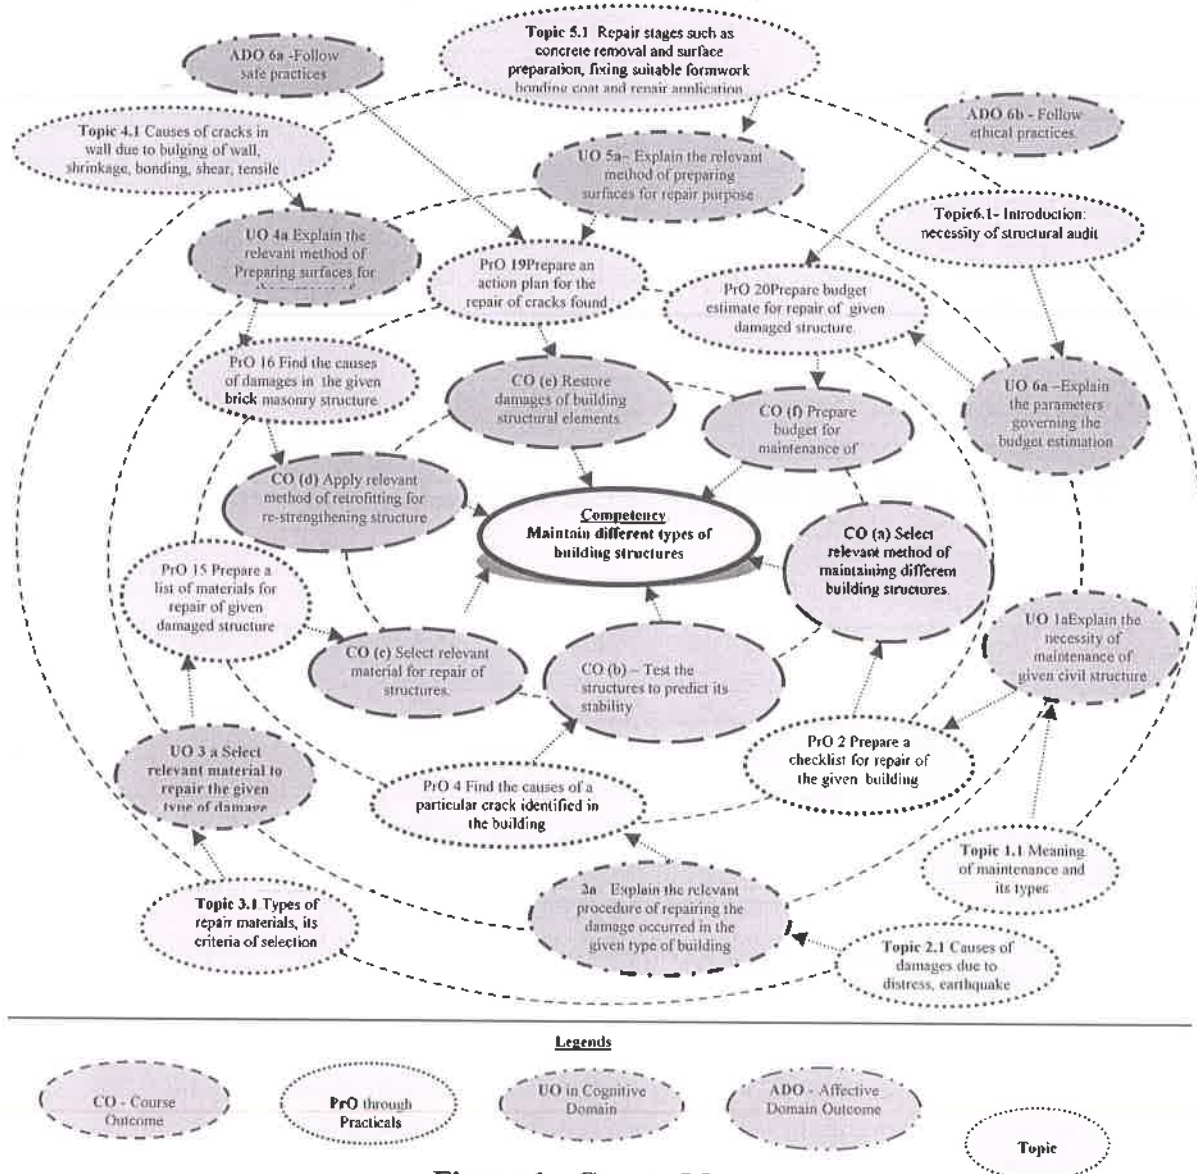 Topic 5.1 Repair stages such as
concrete removal and surface
preparation, fixing suitable formwork
bonding coat and repair application
ADO 6a -Follow
safe practices
ADO 6b - Follow
ethical practices.
Topic 4.1 Causes of cracks in
wall due to bulging of wall,
shrinkage, bonding, shear, tensile
UO 5a– Explain the relevant
method of preparing
surfaces for repair purpose
Topic6.1- Introduction:
necessity of structural audit
UO 4a Explain the
relevant method of
Preparing surfaces for
PrO 19Prepare an
action plan for the
repair of cracks found
PrO 20Prepare budget
estimate for repair of given
damaged structure
PrO 16 Find the causes
of damages in the given
brick masonry structure
CO (e) Restore
damages of building
structural elements
CO (f) Prepare
budget for
maintenance of
UO 6a –Explain
the parameters
governing the
budget estimation
CO (d) Apply relevant
method of retrofitting for
re-strengthening structure
Competency
Maintain different types of
building structures
CO (a) Select
relevant method of
maintaining different
building structures.
PrO 15 Prepare a
list of materials for
repair of given
damaged structure
CO (c) Select relevant
material for repair of
structures.
CO (b) – Test the
structures to predict its
stability
UO 1aExplain the
necessity of
maintenance of
given civil structure
UO 3 a Select
relevant material to
repair the given
type of damage
PrO 4 Find the causes of a
particular crack identified in
the building
PrO 2 Prepare a
checklist for repair of
the given building
Topic 1.1 Meaning
of maintenance and
its types
Topic 3.1 Types of
repair materials, its
criteria of selection
2a Explain the relevant
procedure of repairing the
damage occurred in the
given type of building
Topic 2.1 Causes of
damages due to
distress, earthquake
Legends
CO - Course
Outcome
PrO through
Practicals
UO in Cognitive
Domain
ADO - Affective
Domain Outcome
Topic